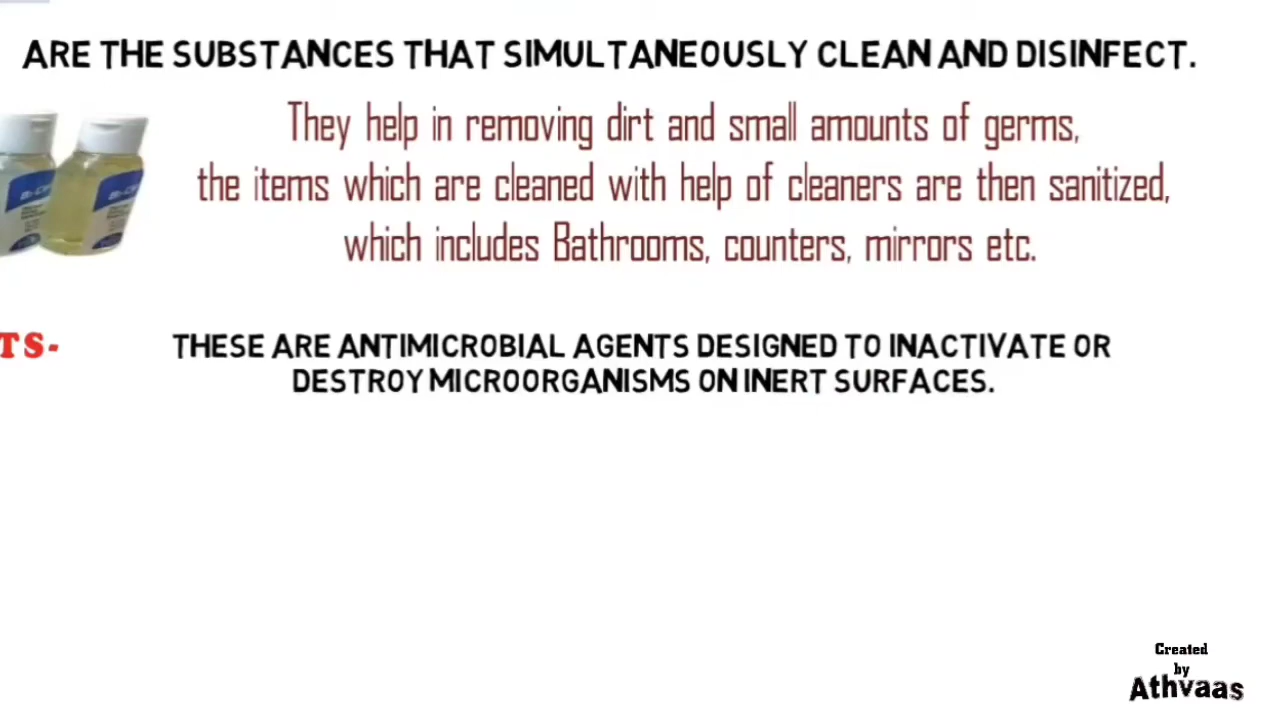 ARE THE SUBSTANCES THAT SIMULTANEOUSLY CLEAN AND DISINFECT.
They help in removing dirt and small amounts of germs,
the items which are cleaned with help of cleaners are then sanitized,
which includes Bathrooms, counters, mirrors etc.
TS-
THESE ARE ANTIMICROBIAL AGENTS DESIGNED TO INACTIVATE OR
DESTROY MICROORGANISMS ON INERT SURFACES.
Created
by
Athvaas